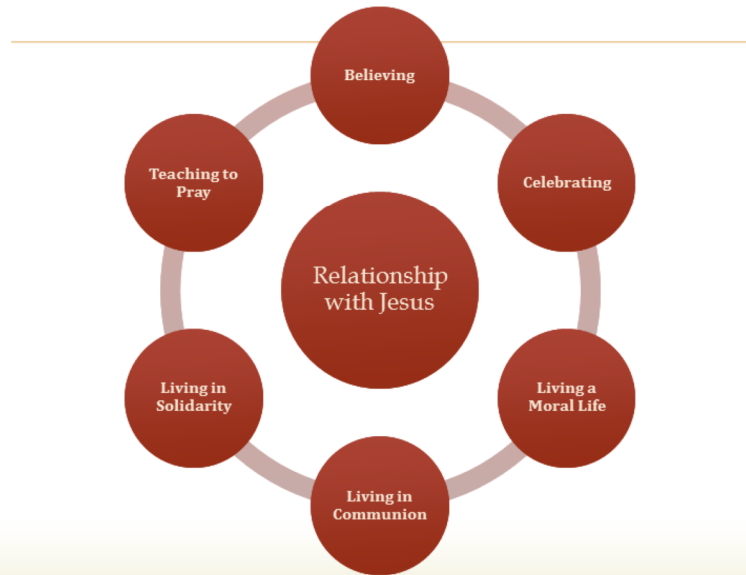 Believing
Celebrating
Living a
Moral Life
Living in
Communion
Living in
Solidarity
Teaching to
Pray
Relationship
with Jesus